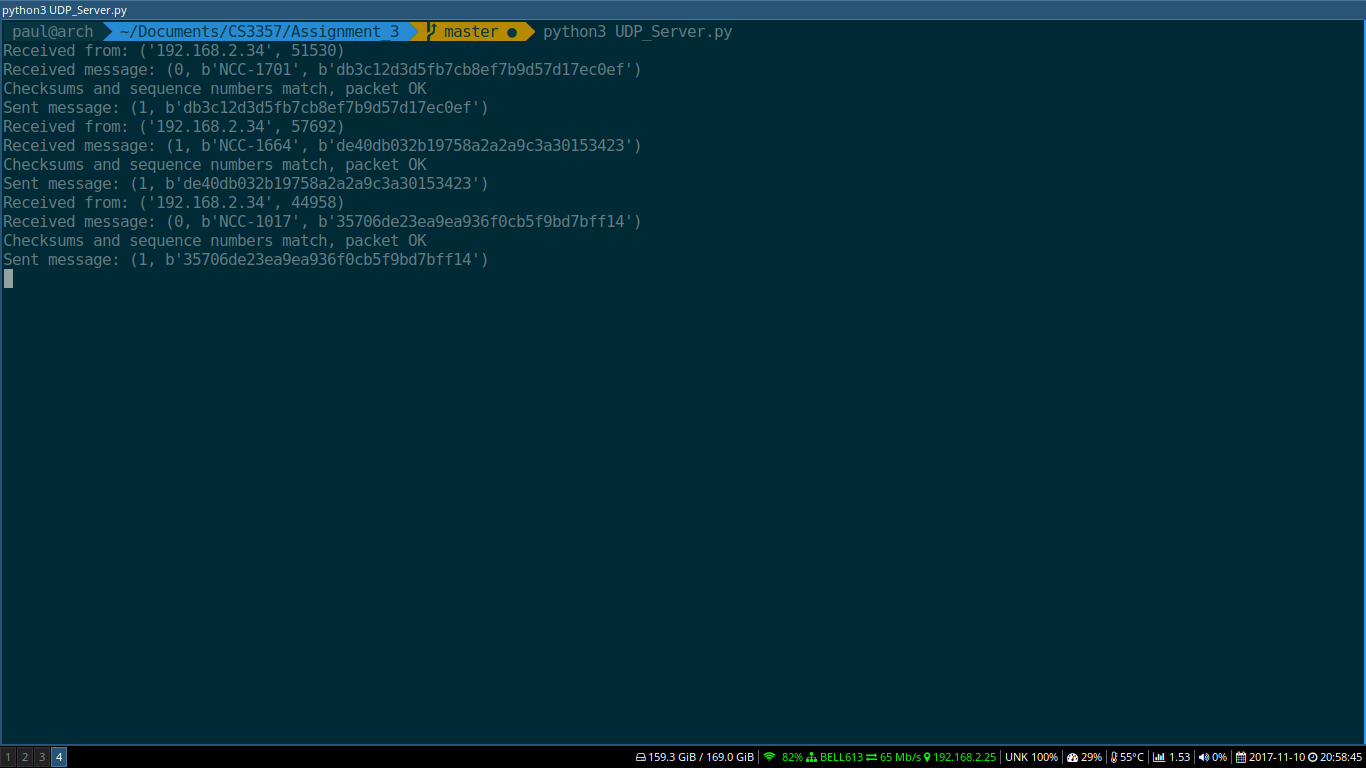 python3 UDP_Server.py
paul@arch ~/Documents/CS3357/Assignment_3 master ● python3 UDP_Server.py
Received from: ('192.168.2.34', 51530)
Received message: (0, b'NCC-1701', b'db3c12d3d5fb7cb8ef7b9d57d17ec0ef')
Checksums and sequence numbers match, packet OK
Sent message: (1, b'db3c12d3d5fb7cb8ef7b9d57d17ec0ef')
Received from: ('192.168.2.34', 57692)
Received message: (1, b'NCC-1664', b'de40db032b19758a2a2a9c3a30153423')
Checksums and sequence numbers match, packet OK
Sent message: (1, b'de40db032b19758a2a2a9c3a30153423')
Received from: ('192.168.2.34', 44958)
Received message: (0, b'NCC-1017', b'35706de23ea9ea936f0cb5f9bd7bff14')
Checksums and sequence numbers match, packet OK
Sent message: (1, b'35706de23ea9ea936f0cb5f9bd7bff14')
1 2 3 4 159.3 GiB / 169.0 GiB 82% BELL613 65 Mb/s 192.168.2.25 UNK 100% 29% 55°C 1.53 0% 2017-11-10 20:58:45